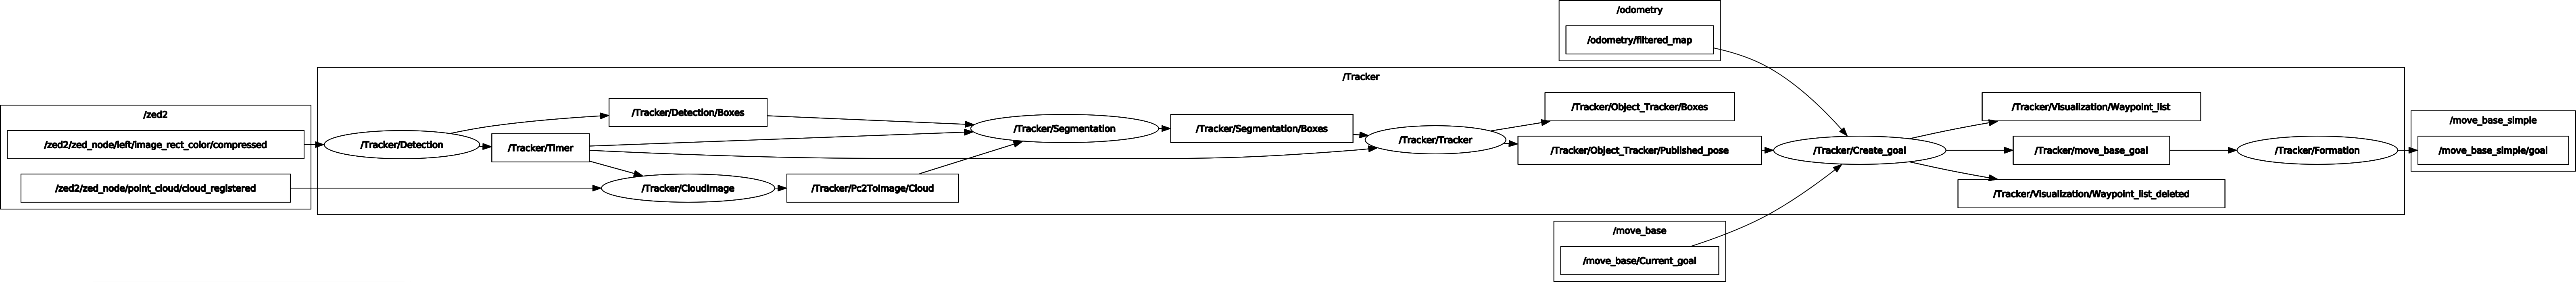 /zed2
/zed2/zed_node/left/image_rect_color/compressed
/zed2/zed_node/point_cloud/cloud_registered
/Tracker
/Tracker/Detection
/Tracker/Detection/Boxes
/Tracker/Timer
/Tracker/CloudImage
/Tracker/Pc2ToImage/Cloud
/Tracker/Segmentation
/Tracker/Segmentation/Boxes
/Tracker/Tracker
/Tracker/Object_Tracker/Boxes
/Tracker/Object_Tracker/Published_pose
/odometry
/odometry/filtered_map
/move_base
/move_base/Current_goal
/Tracker/Create_goal
/Tracker/Visualization/Waypoint_list
/Tracker/move_base_goal
/Tracker/Visualization/Waypoint_list_deleted
/Tracker/Formation
/move_base_simple
/move_base_simple/goal